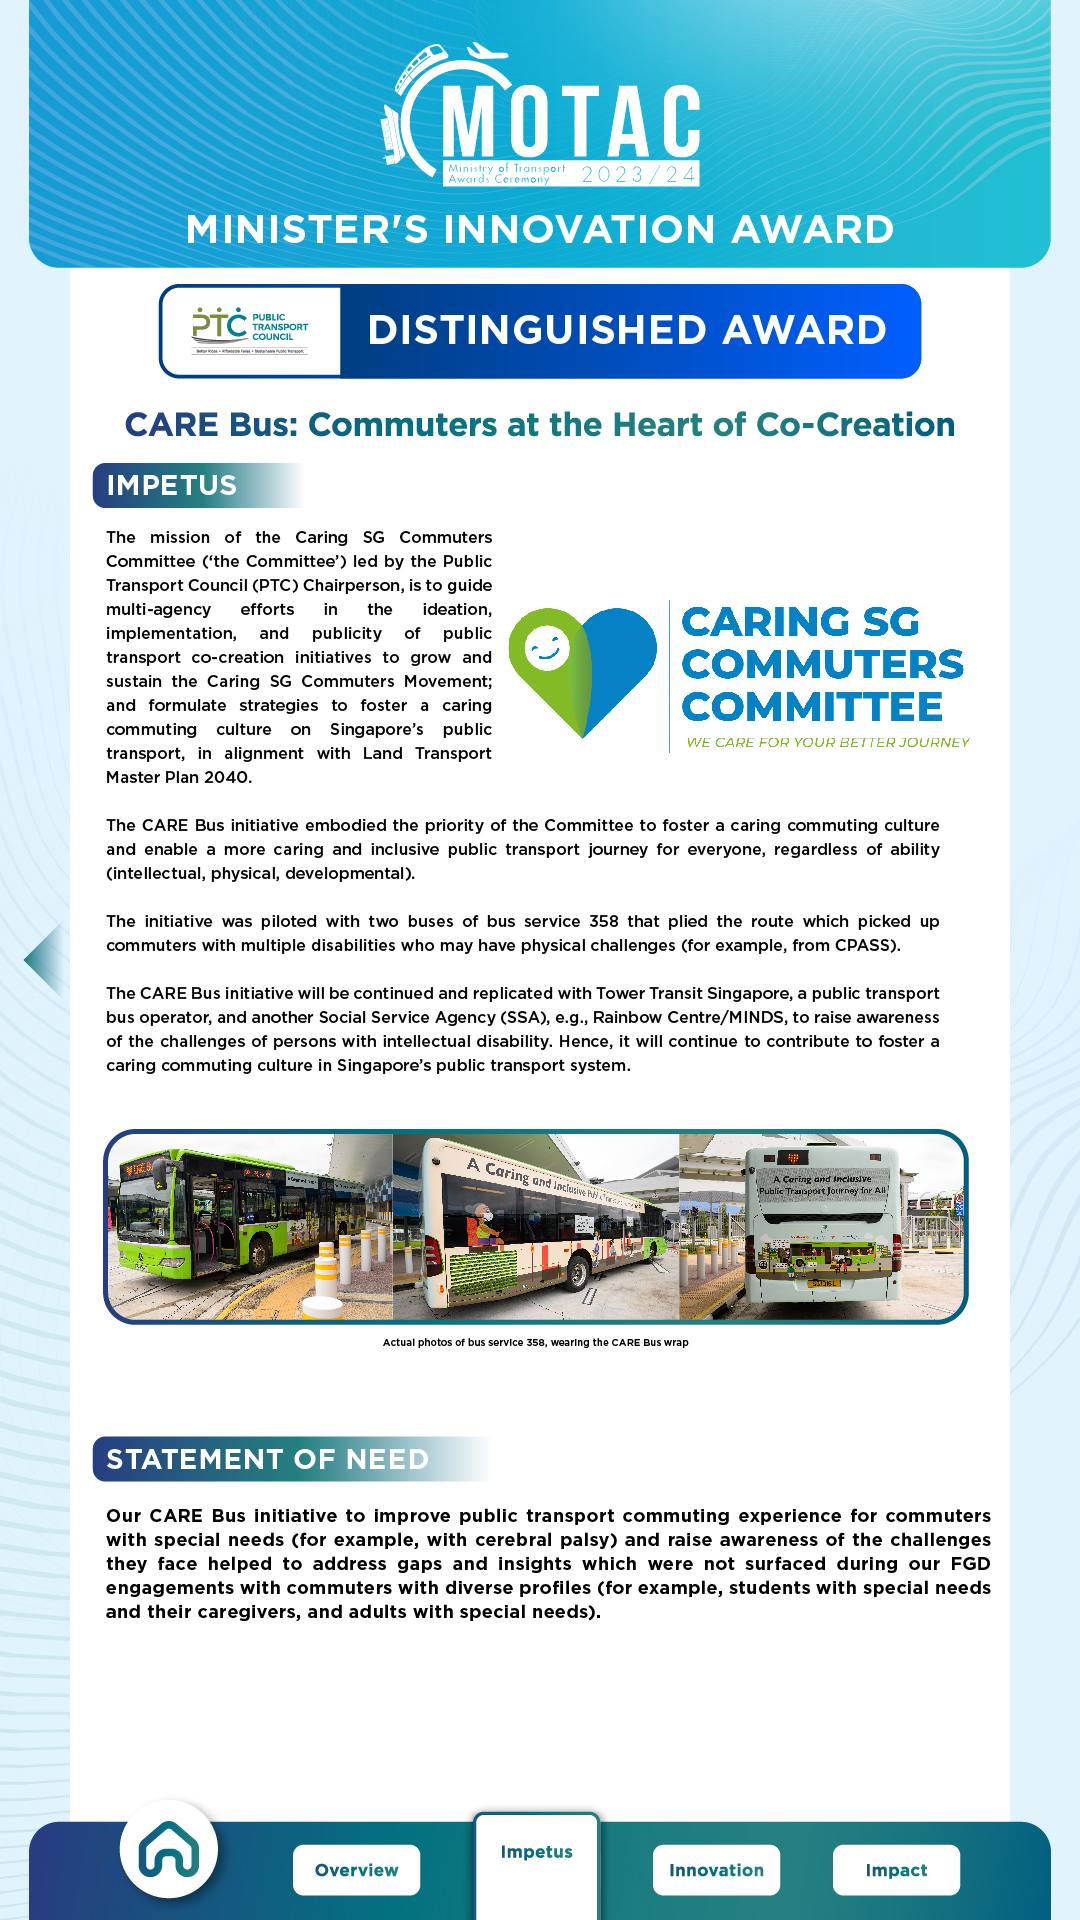 MOTAC
Ministry of Transport
Awards Ceremony
2023/24
MINISTER'S INNOVATION AWARD
PTC
PUBLIC
TRANSPORT
COUNCIL
DISTINGUISHED AWARD
CARE Bus: Commuters at the Heart of Co-Creation
IMPETUS
The mission of the Caring SG Commuters
Committee (‘the Committee’) led by the Public
Transport Council (PTC) Chairperson, is to guide
multi-agency efforts in the ideation,
implementation, and publicity of public
transport co-creation initiatives to grow and
sustain the Caring SG Commuters Movement;
and formulate strategies to foster a caring
commuting culture on Singapore’s public
transport, in alignment with Land Transport
Master Plan 2040.
CARING SG
COMMUTERS
COMMITTEE
WE CARE FOR YOUR BETTER JOURNEY
The CARE Bus initiative embodied the priority of the Committee to foster a caring commuting culture
and enable a more caring and inclusive public transport journey for everyone, regardless of ability
(intellectual, physical, developmental).
The initiative was piloted with two buses of bus service 358 that plied the route which picked up
commuters with multiple disabilities who may have physical challenges (for example, from CPASS).
The CARE Bus initiative will be continued and replicated with Tower Transit Singapore, a public transport
bus operator, and another Social Service Agency (SSA), e.g., Rainbow Centre/MINDS, to raise awareness
of the challenges of persons with intellectual disability. Hence, it will continue to contribute to foster a
caring commuting culture in Singapore’s public transport system.
A Caring and Inclusive
A Caring and Inclusive
Public Transport Journey for All
Actual photos of bus service 358, wearing the CARE Bus wrap
STATEMENT OF NEED
Our CARE Bus initiative to improve public transport commuting experience for commuters
with special needs (for example, with cerebral palsy) and raise awareness of the challenges
they face helped to address gaps and insights which were not surfaced during our FGD
engagements with commuters with diverse profiles (for example, students with special needs
and their caregivers, and adults with special needs).
Overview
Impetus
Innovation
Impact